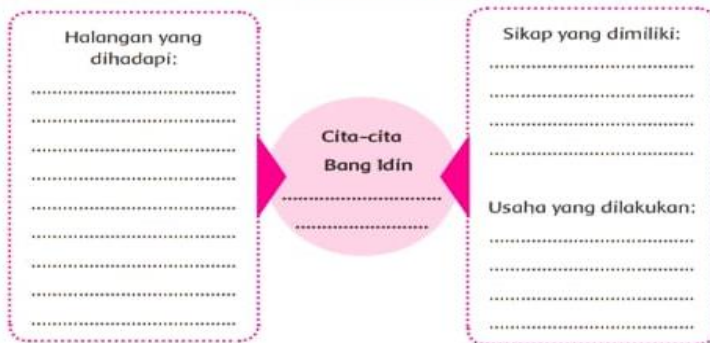 Halangan yang
dihadapi:
Cita-cita
Bang Idin
Sikap yang dimiliki:
Usaha yang dilakukan: